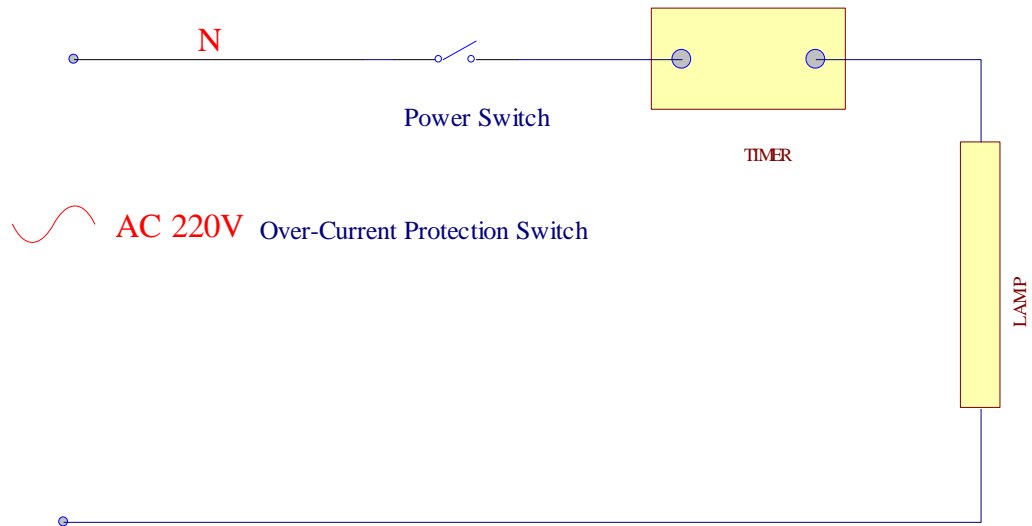 N
Power Switch
TIMER
AC 220V Over-Current Protection Switch
LAMP